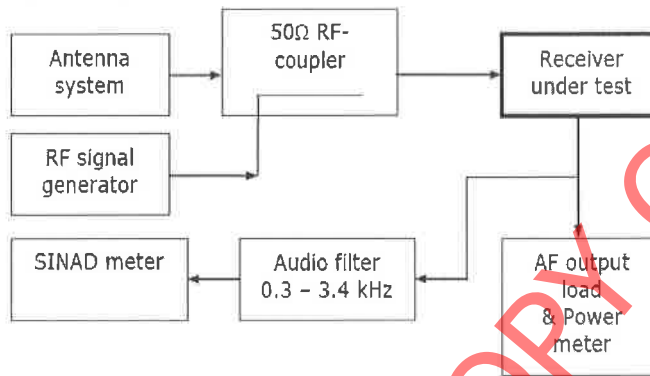 Antenna
system
50Ω RF-
coupler
Receiver
under test
RF signal
generator
SINAD meter
Audio filter
0.3 – 3.4 kHz
AF output
load
& Power
meter
OPY